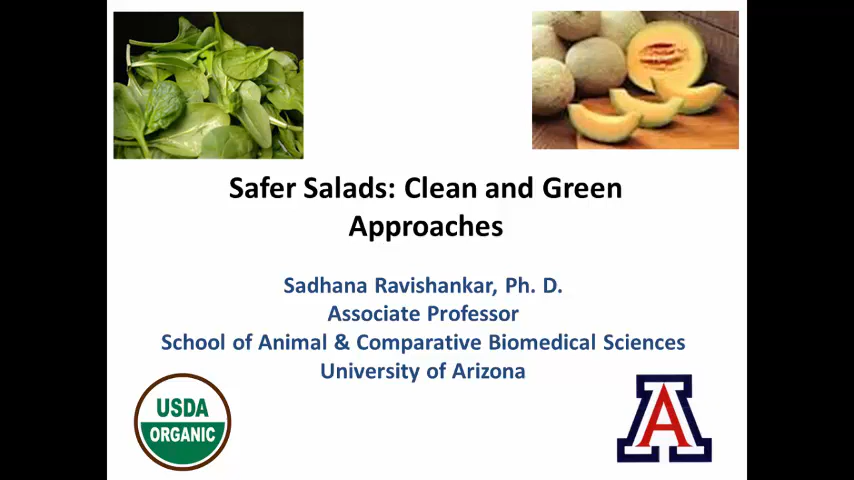 Safer Salads: Clean and Green
Approaches
Sadhana Ravishankar, Ph. D.
Associate Professor
School of Animal & Comparative Biomedical Sciences
University of Arizona
USDA
ORGANIC
A